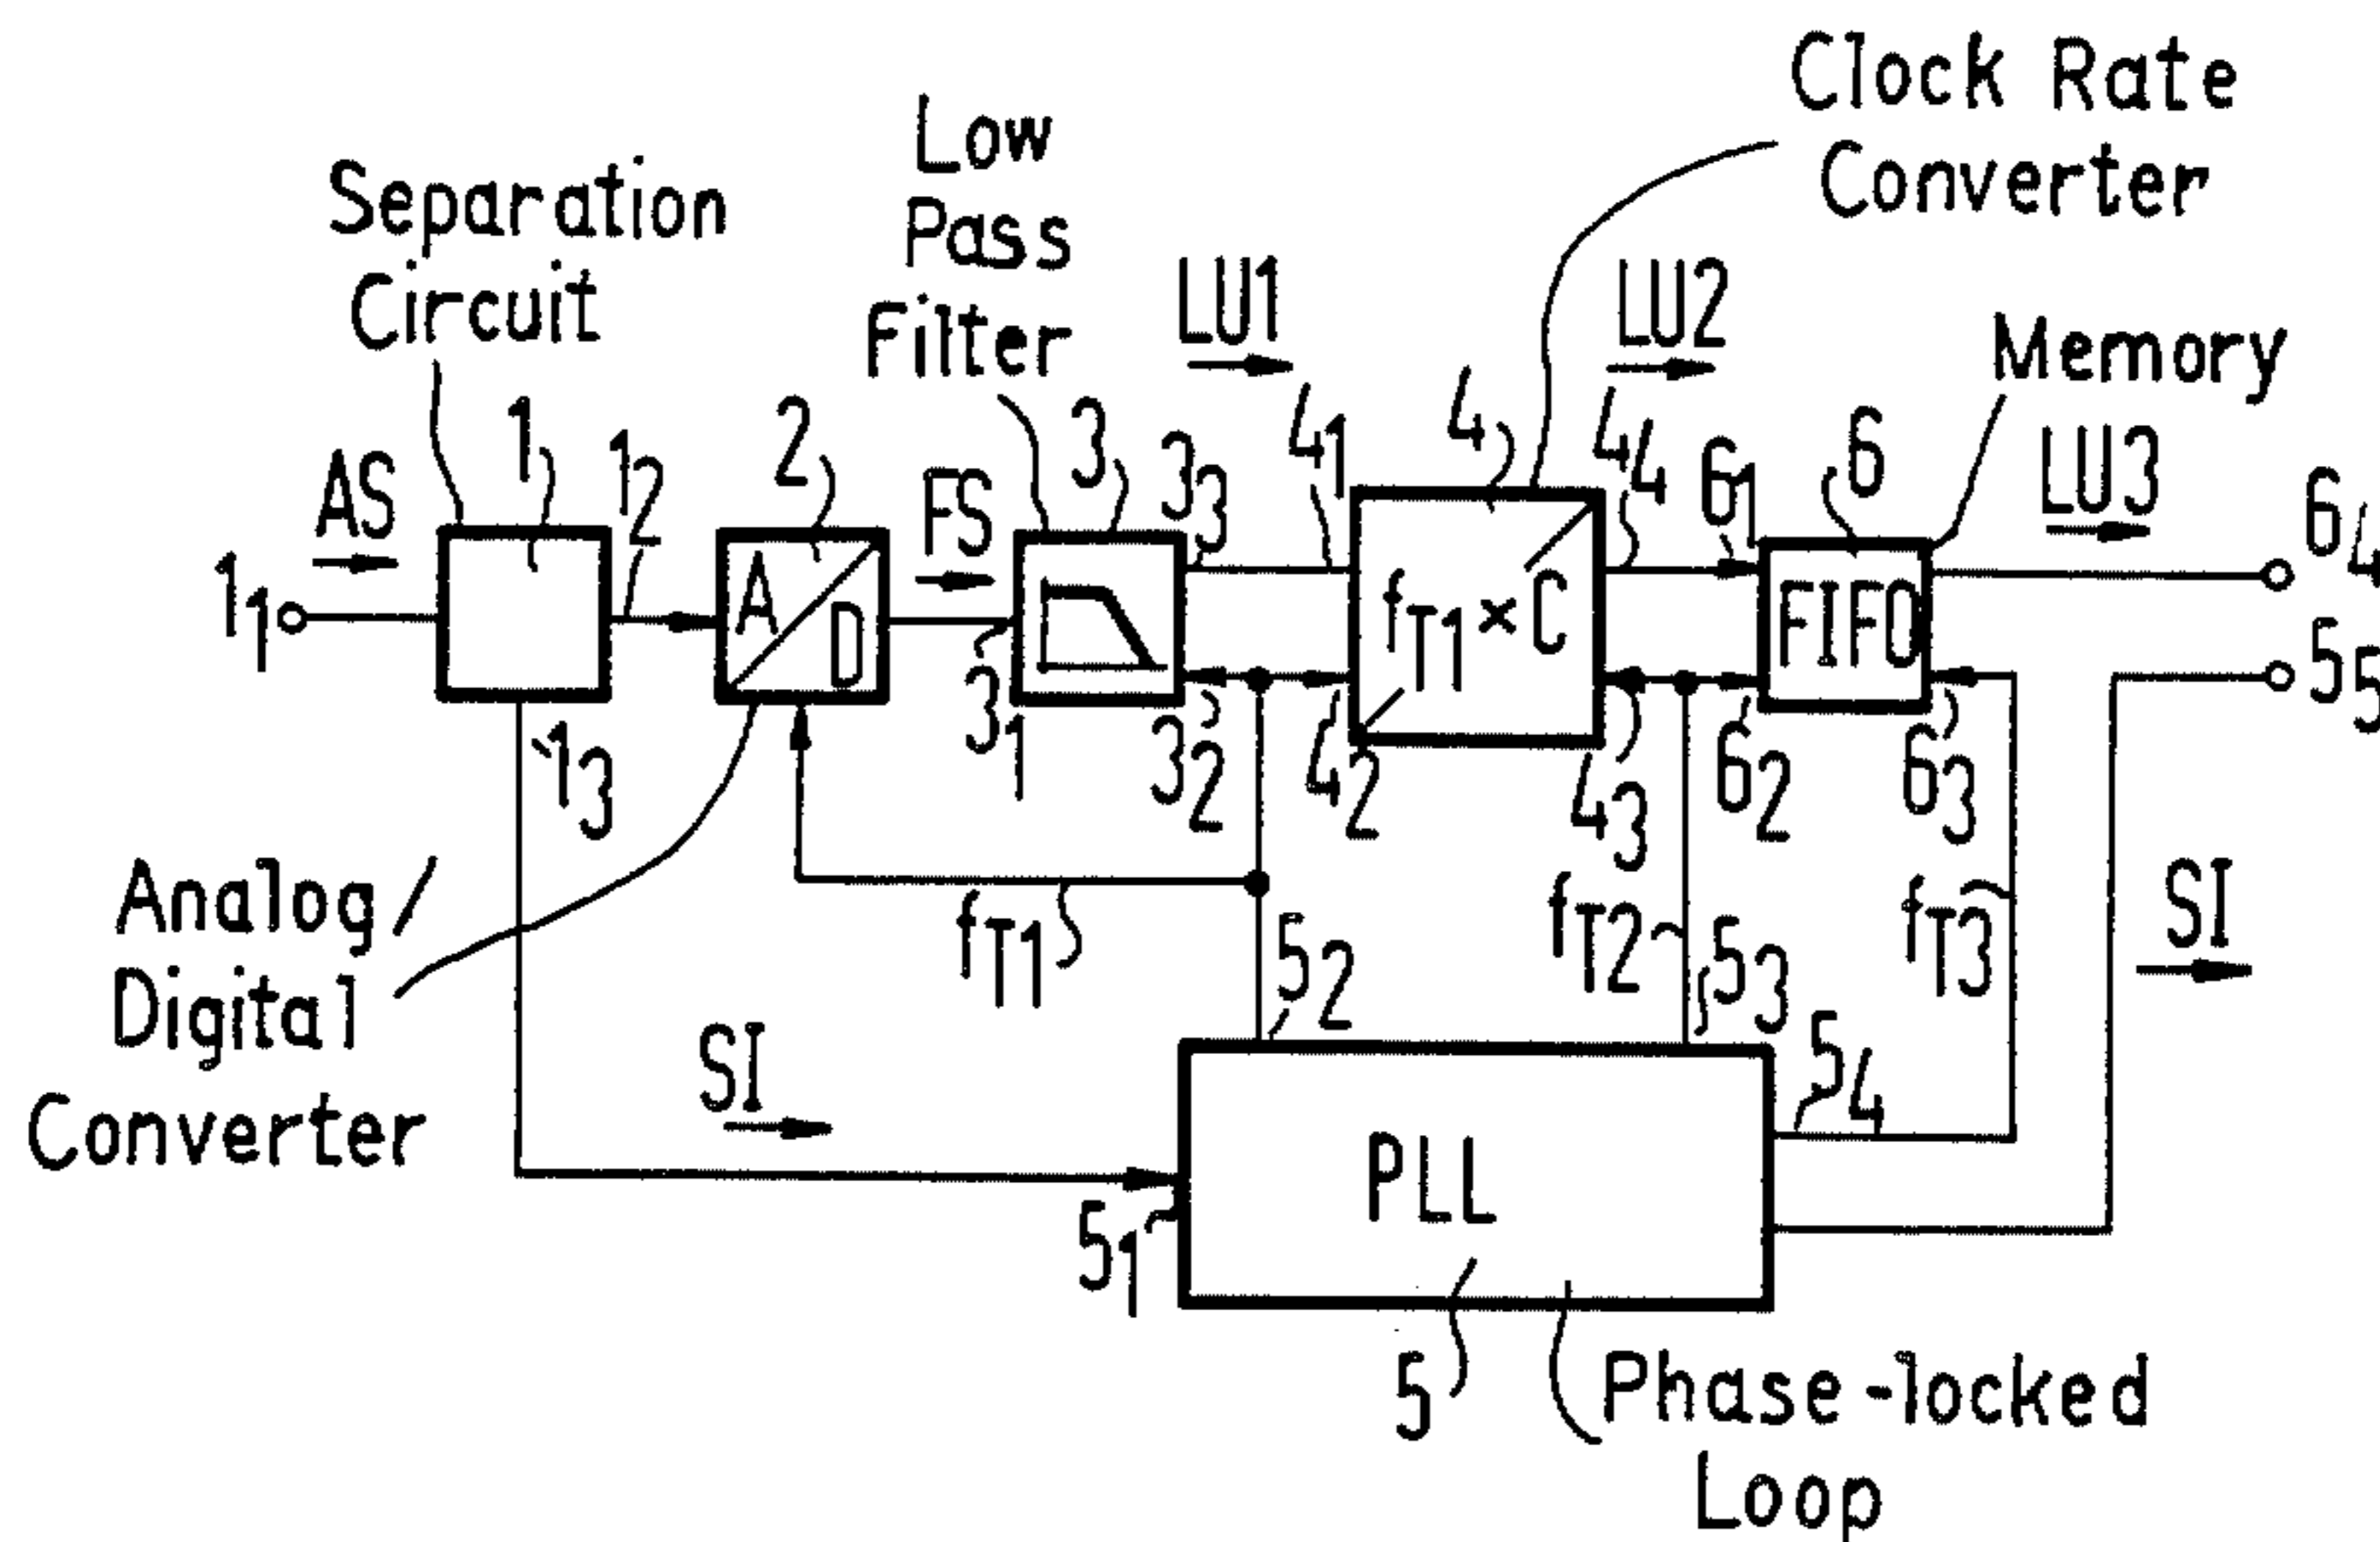 Clock Rate
Converter
Low
Pass
Filter
Separation
Circuit
LU1
LU2
Memory
AS
1
12
2
FS
3
33
41
4
44
61
6
LU3
64
11
A
D
fT1×C
FIFO
55
13
31
32
42
43
62
63
Analog/
Digital
Converter
fT1
52
fT2
53
fT3
SI
SI
54
PLL
51
5
Phase-locked
Loop